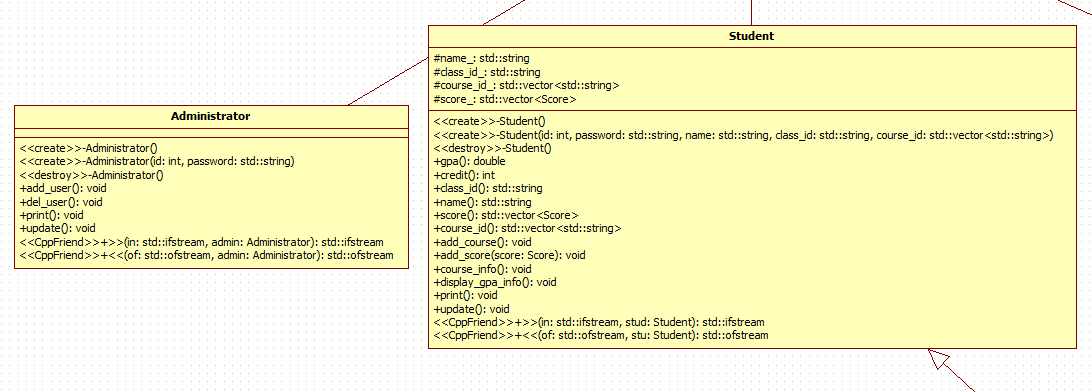 Student
#name_: std::string
#class_id_: std::string
#course_id_: std::vector<std::string>
#score_: std::vector<Score>
<<create>>-Student()
<<create>>-Student(id: int, password: std::string, name: std::string, class_id: std::string, course_id: std::vector<std::string>)
<<destroy>>-Student()
+gpa(): double
+credit(): int
+class_id(): std::string
+name(): std::string
+score(): std::vector<Score>
+course_id(): std::vector<std::string>
+add_course(): void
+add_score(score: Score): void
+course_info(): void
+display_gpa_info(): void
+print(): void
+update(): void
<<CppFriend>>+>>(in: std::ifstream, stud: Student): std::ifstream
<<CppFriend>>+<<(of: std::ofstream, stu: Student): std::ofstream
Administrator
<<create>>-Administrator()
<<create>>-Administrator(id: int, password: std::string)
<<destroy>>-Administrator()
+add_user(): void
+del_user(): void
+print(): void
+update(): void
<<CppFriend>>+>>(in: std::ifstream, admin: Administrator): std::ifstream
<<CppFriend>>+<<(of: std::ofstream, admin: Administrator): std::ofstream